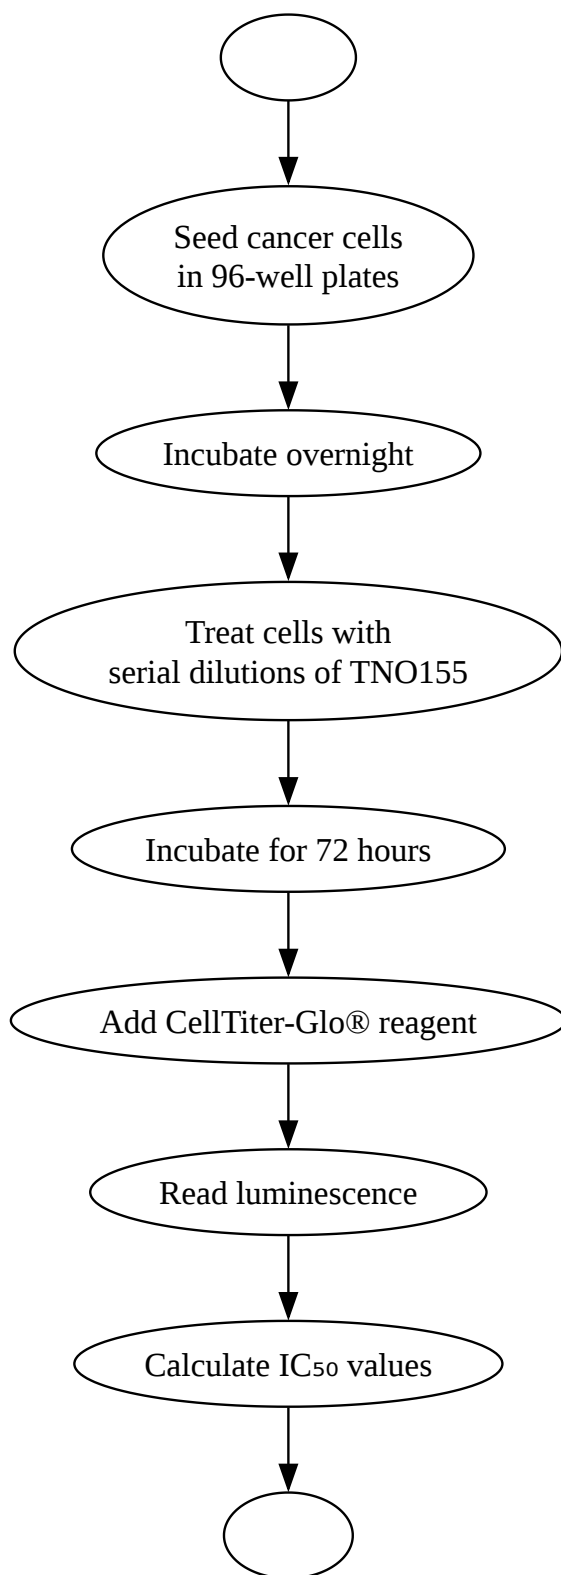 Seed cancer cells
in 96-well plates
Incubate overnight
Treat cells with
serial dilutions of TNO155
Incubate for 72 hours
Add CellTiter-Glo® reagent
Read luminescence
Calculate IC₅₀ values